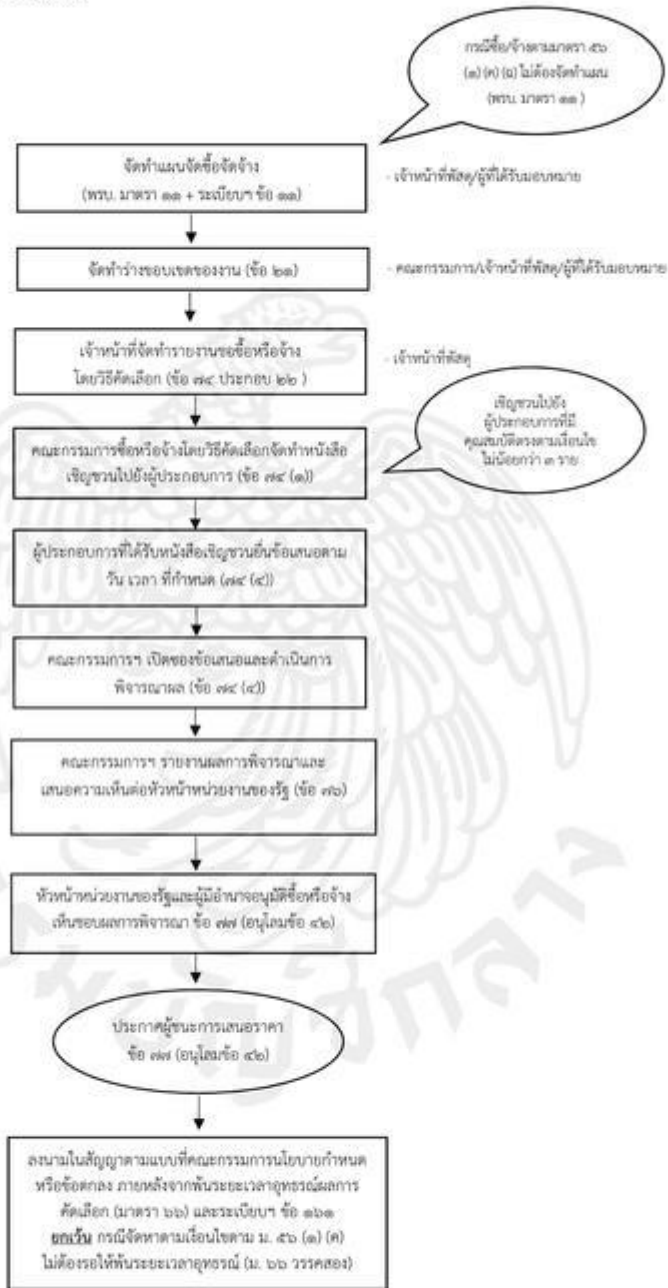 กรณีซื้อ/จ้างตามมาตรา ๕๖
(๑) (ค) (ฉ) ไม่ต้องจัดทำแผน
(พรบ. มาตรา ๑๑ )
จัดทำแผนจัดซื้อจัดจ้าง
(พรบ. มาตรา ๑๑ + ระเบียบฯ ข้อ ๑๑)
- เจ้าหน้าที่พัสดุ/ผู้ที่ได้รับมอบหมาย
จัดทำร่างขอบเขตของงาน (ข้อ ๒๑)
- คณะกรรมการ/เจ้าหน้าที่พัสดุ/ผู้ที่ได้รับมอบหมาย
เจ้าหน้าที่จัดทำรายงานขอซื้อหรือจ้าง
โดยวิธีคัดเลือก (ข้อ ๗๔ ประกอบ ๒๒ )
- เจ้าหน้าที่พัสดุ
เชิญชวนไปยัง
ผู้ประกอบการที่มี
คุณสมบัติตรงตามเงื่อนไข
ไม่น้อยกว่า ๓ ราย
คณะกรรมการซื้อหรือจ้างโดยวิธีคัดเลือกจัดทำหนังสือ
เชิญชวนไปยังผู้ประกอบการ (ข้อ ๗๔ (๑))
ผู้ประกอบการที่ได้รับหนังสือเชิญชวนยื่นข้อเสนอตาม
วัน เวลา ที่กำหนด (๗๔ (๔))
คณะกรรมการฯ เปิดซองข้อเสนอและดำเนินการ
พิจารณาผล (ข้อ ๗๔ (๔))
คณะกรรมการฯ รายงานผลการพิจารณาและ
เสนอความเห็นต่อหัวหน้าหน่วยงานของรัฐ (ข้อ ๗๖)
หัวหน้าหน่วยงานของรัฐและผู้มีอำนาจอนุมัติซื้อหรือจ้าง
เห็นชอบผลการพิจารณา ข้อ ๗๗ (อนุโลมข้อ ๔๒)
ประกาศผู้ชนะการเสนอราคา
ข้อ ๗๗ (อนุโลมข้อ ๔๒)
ลงนามในสัญญาตามแบบที่คณะกรรมการนโยบายกำหนด
หรือข้อตกลง ภายหลังจากพ้นระยะเวลาอุทธรณ์ผลการ
คัดเลือก (มาตรา ๖๖) และระเบียบฯ ข้อ ๑๖๑
ยกเว้น กรณีจัดหาตามเงื่อนไขตาม ม. ๕๖ (๑) (ค)
ไม่ต้องรอให้พ้นระยะเวลาอุทธรณ์ (ม. ๖๖ วรรคสอง)